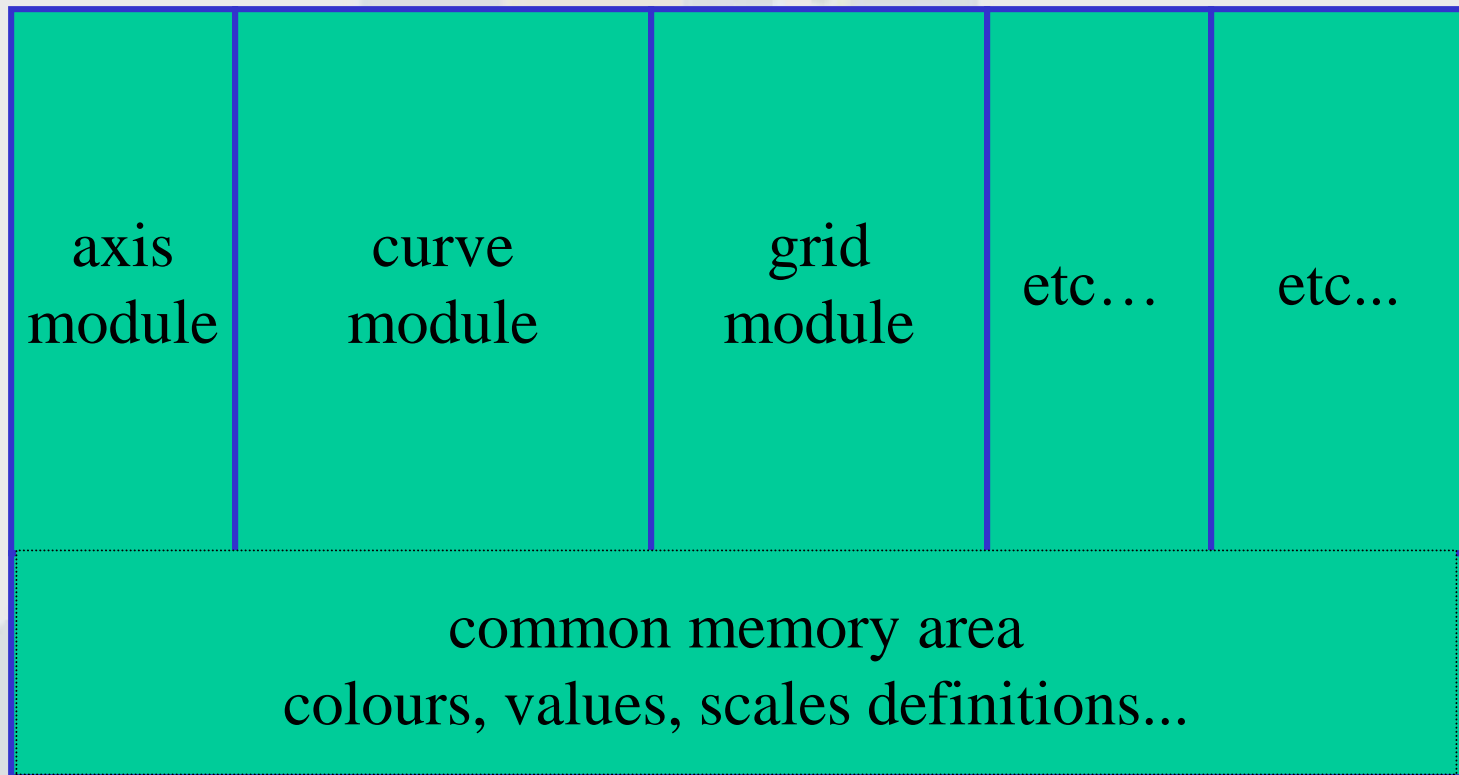 axis
module
curve
module
grid
module
etc…
etc...
common memory area
colours, values, scales definitions...